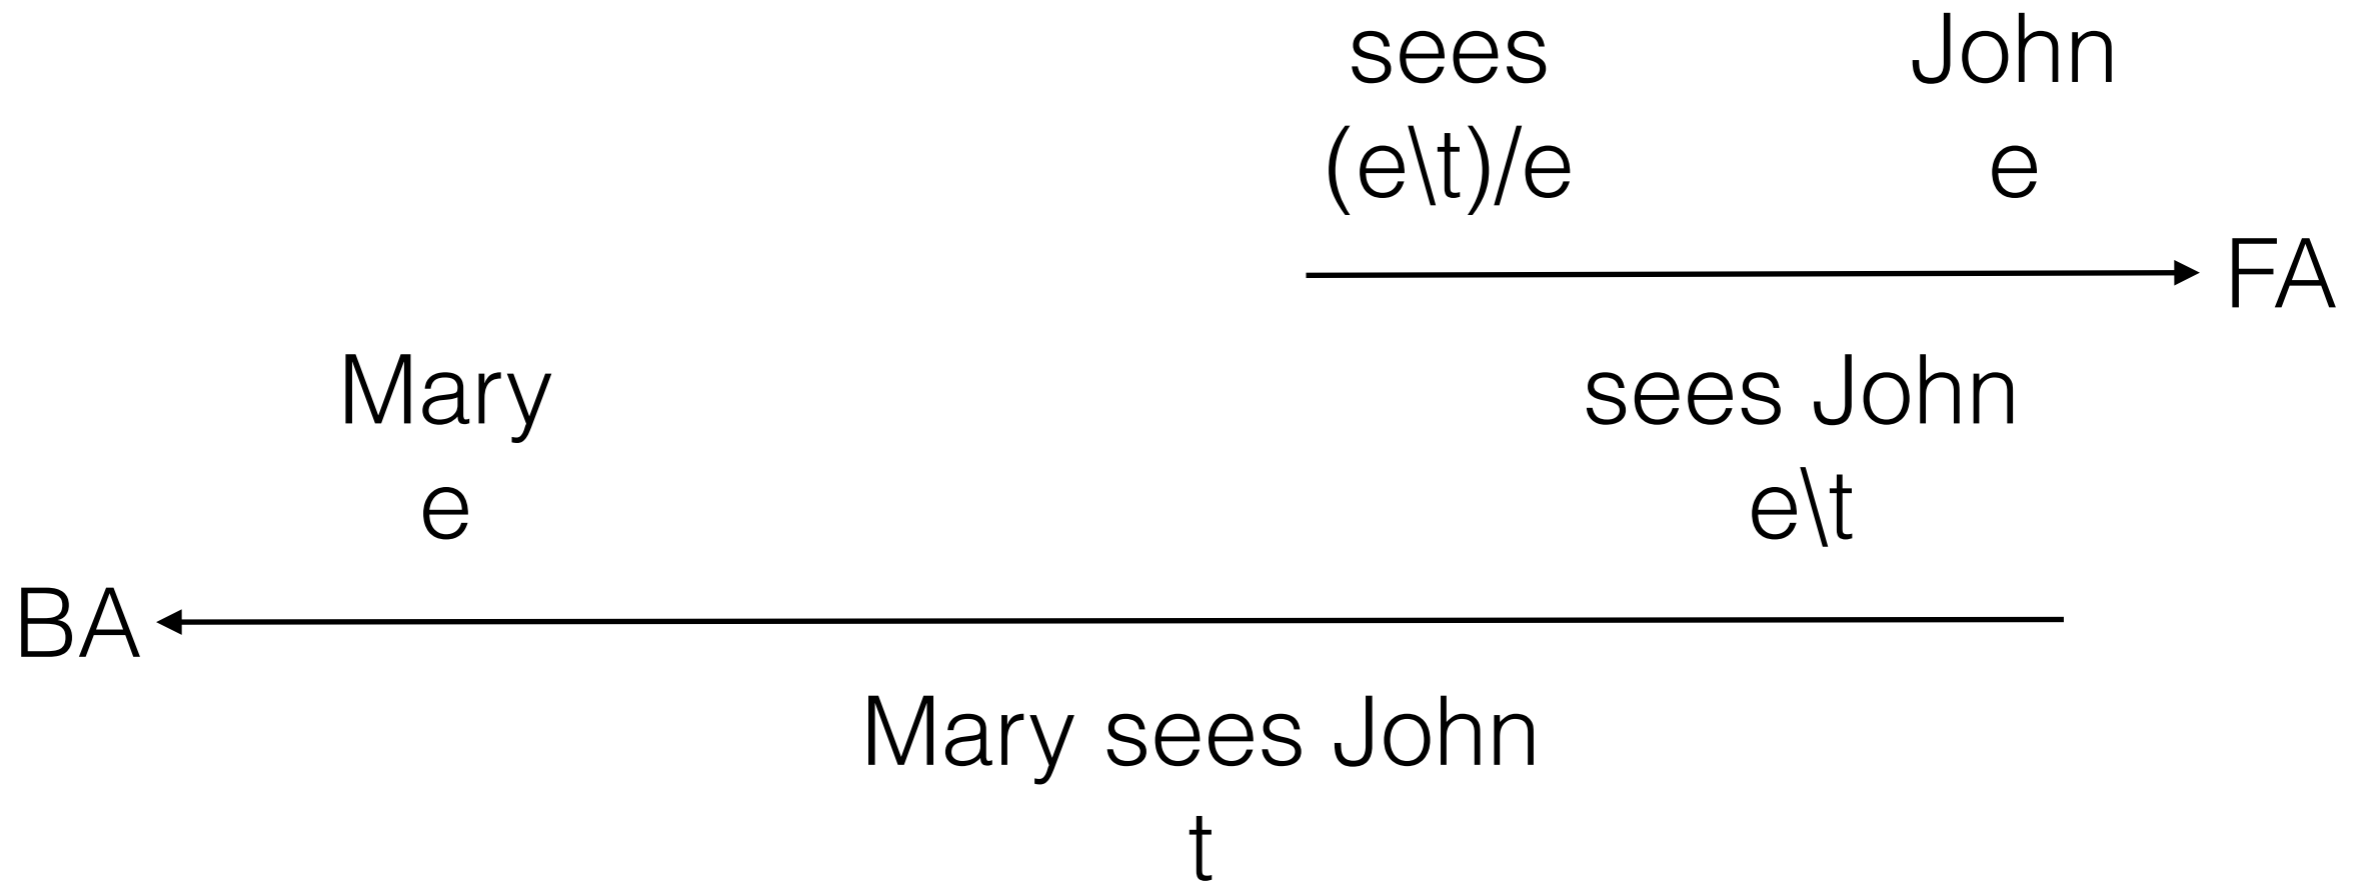 sees John
(e\t)/e e
FA
Mary sees John
e e\t
BA
Mary sees John
t